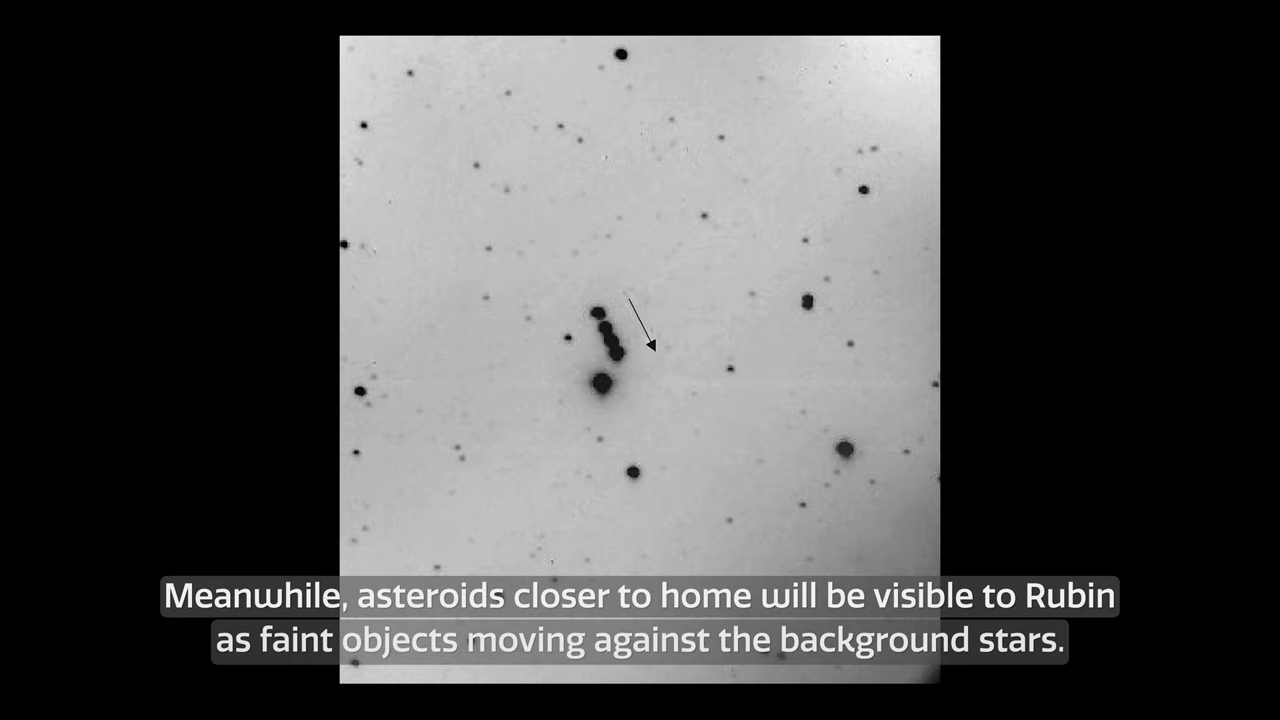 Meanwhile, asteroids closer to home will be visible to Rubin
as faint objects moving against the background stars.